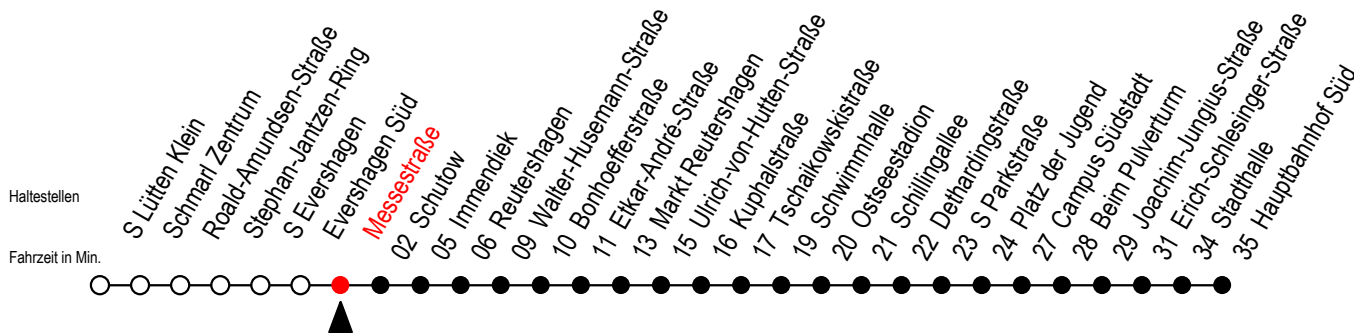 Haltestellen
Fahrzeit in Min.
S Lütten Klein
Schmarl Zentrum
Roald-Amundsen-Straße
Stephan-Jantzen-Ring
S Evershagen
Evershagen Süd
Messestraße
02 Schutow
05 Immendiek
06 Reutershagen
09 Walter-Husemann-Straße
10 Bonhoefferstraße
11 Etkar-André-Straße
13 Markt Reutershagen
15 Ulrich-von-Hutten-Straße
16 Kuphalstraße
17 Tschaikowskistraße
19 Schwimmhalle
20 Ostseestadion
21 Schillingallee
22 Dethardingstraße
23 S Parkstraße
24 Platz der Jugend
27 Campus Südstadt
28 Beim Pulverturm
29 Joachim-Jungius-Straße
31 Erich-Schlesinger-Straße
34 Stadthalle
35 Hauptbahnhof Süd